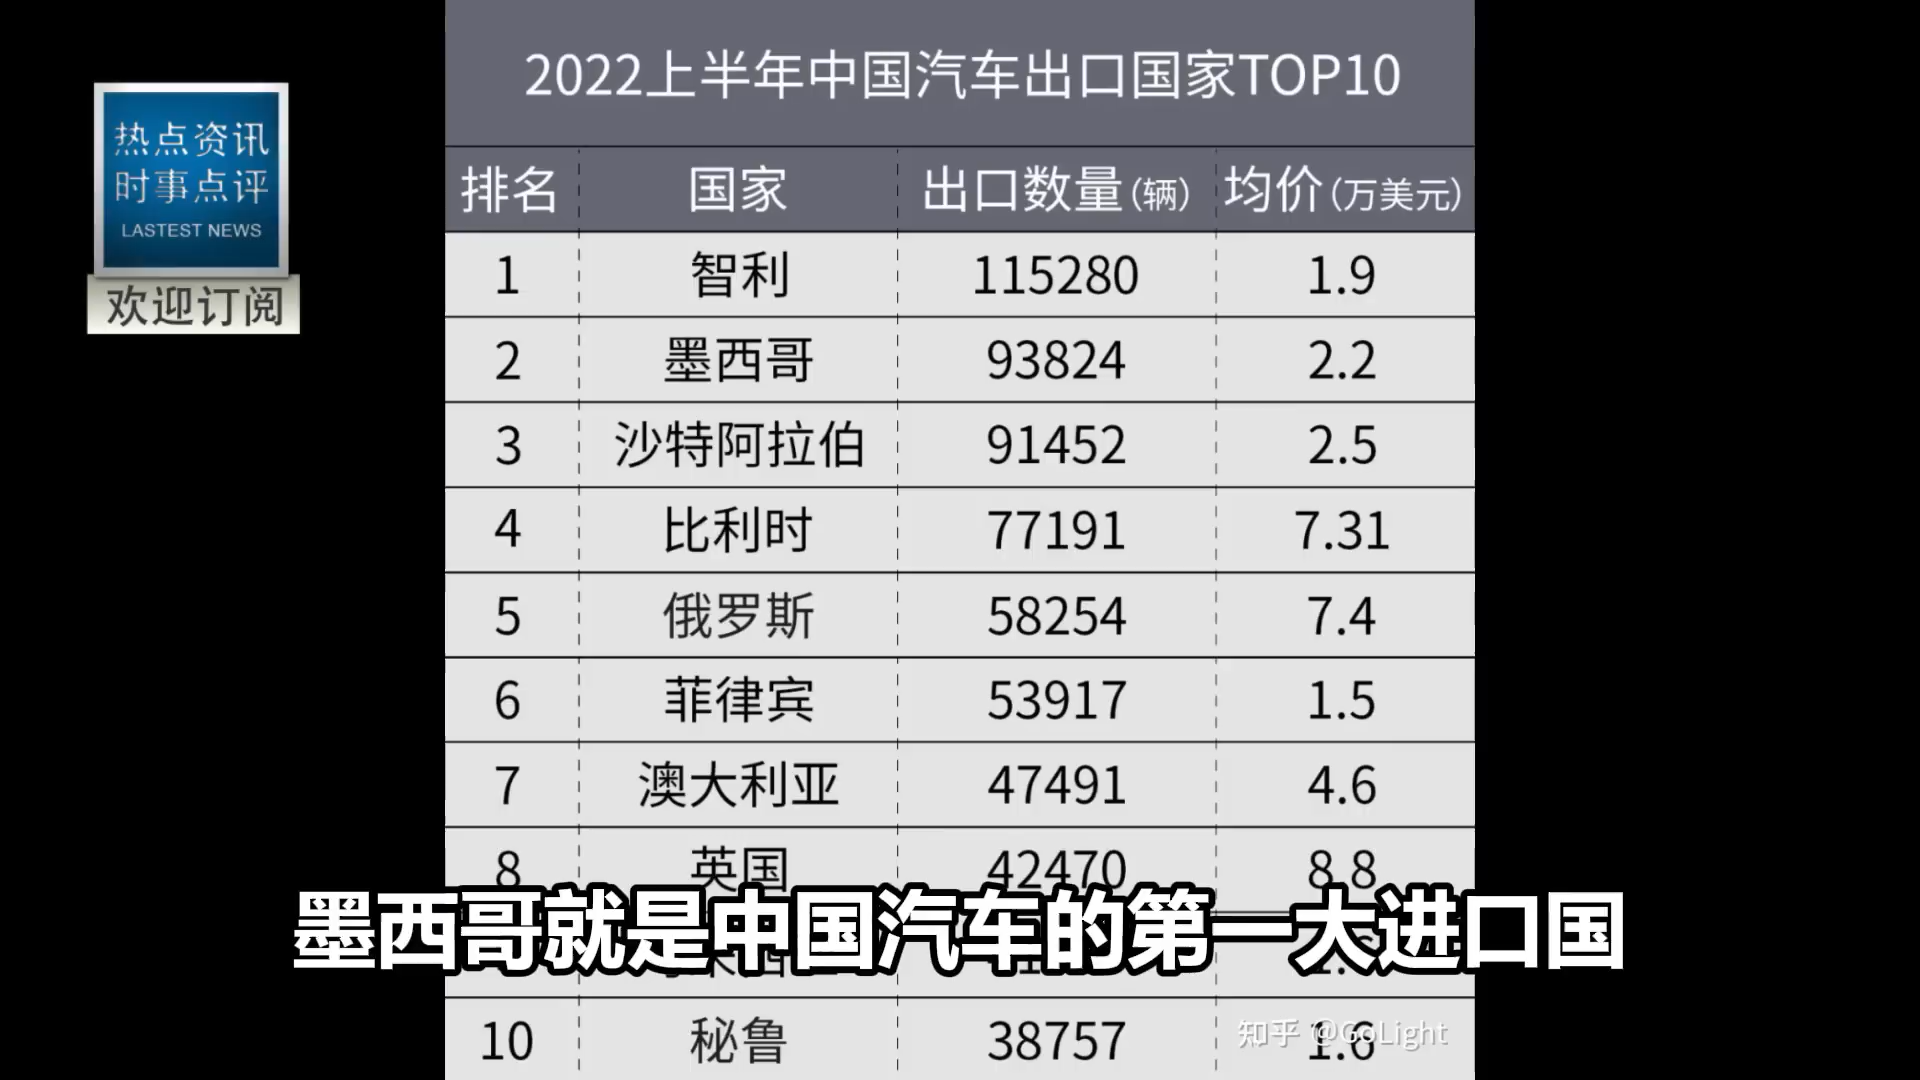 2022上半年中国汽车出口国家TOP10
热点资讯
时事点评
LASTEST NEWS
欢迎订阅
排名 国家 出口数量(辆) 均价(万美元)
1 智利 115280 1.9
2 墨西哥 93824 2.2
3 沙特阿拉伯 91452 2.5
4 比利时 77191 7.31
5 俄罗斯 58254 7.4
6 菲律宾 53917 1.5
7 澳大利亚 47491 4.6
8 英国 42470 8.8
墨西哥就是中国汽车的第一大进口国
10 秘鲁 38757 1.6
知乎 @GoLight